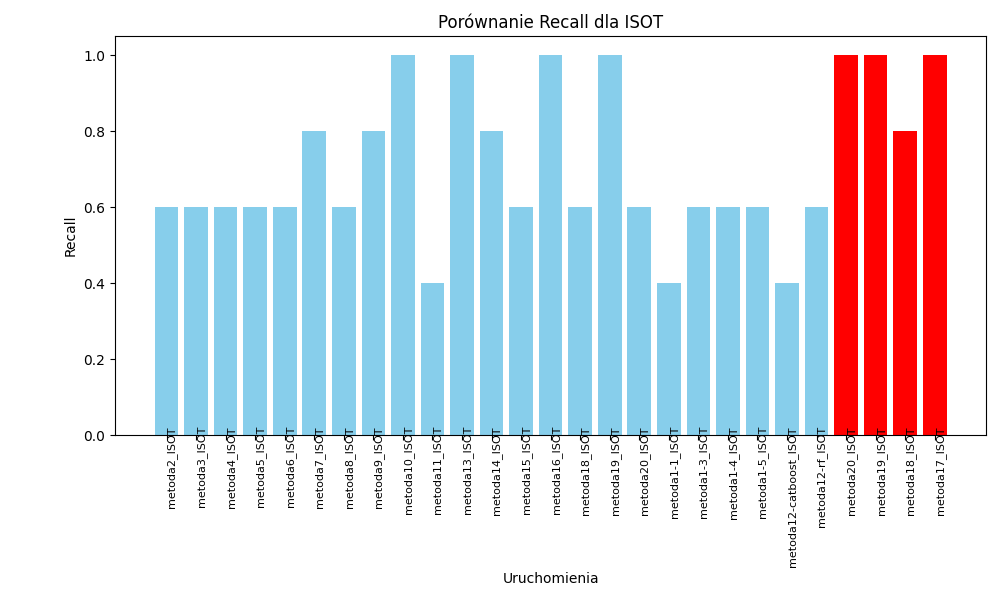 Porównanie Recall dla ISOT
Recall
1.0
0.8
0.6
0.4
0.2
0.0
metoda2_ISOT
metoda3_ISOT
metoda4_ISOT
metoda5_ISOT
metoda6_ISOT
metoda7_ISOT
metoda8_ISOT
metoda9_ISOT
metoda10_ISOT
metoda11_ISOT
metoda13_ISOT
metoda14_ISOT
metoda15_ISOT
metoda16_ISOT
metoda18_ISOT
metoda19_ISOT
metoda20_ISOT
metoda1-1_ISOT
metoda1-3_ISOT
metoda1-4_ISOT
metoda1-5_ISOT
metoda12-catboost_ISOT
metoda12-rf_ISOT
metoda20_ISOT
metoda19_ISOT
metoda18_ISOT
metoda17_ISOT
Uruchomienia